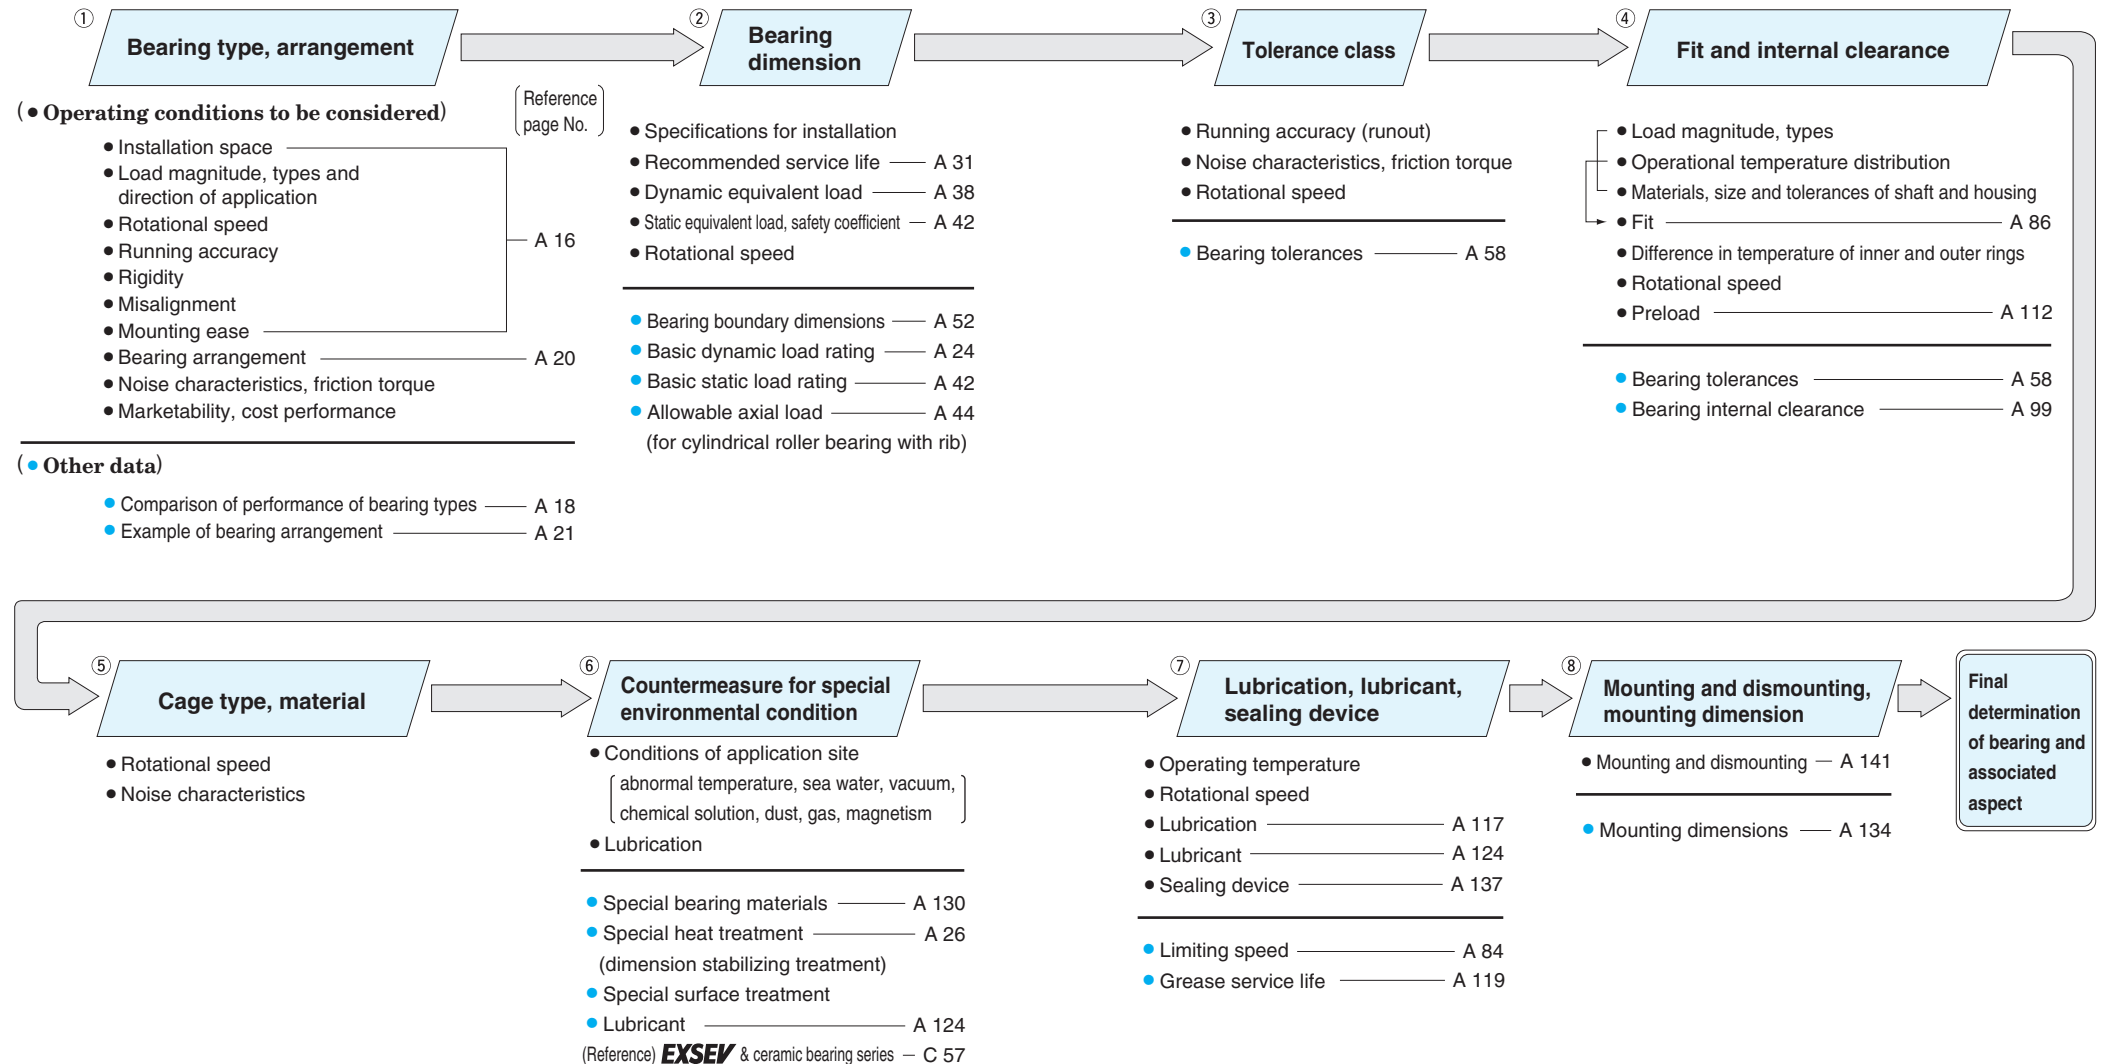 ① Bearing type, arrangement
( ● Operating conditions to be considered)
Reference
page No.
● Installation space
● Load magnitude, types and
direction of application
● Rotational speed
● Running accuracy
● Rigidity
● Misalignment
● Mounting ease
A 16
● Bearing arrangement A 20
● Noise characteristics, friction torque
● Marketability, cost performance
( ● Other data)
● Comparison of performance of bearing types A 18
● Example of bearing arrangement A 21
② Bearing
dimension
● Specifications for installation
● Recommended service life A 31
● Dynamic equivalent load A 38
● Static equivalent load, safety coefficient A 42
● Rotational speed
● Bearing boundary dimensions A 52
● Basic dynamic load rating A 24
● Basic static load rating A 42
● Allowable axial load A 44
(for cylindrical roller bearing with rib)
③ Tolerance class
● Running accuracy (runout)
● Noise characteristics, friction torque
● Rotational speed
● Bearing tolerances A 58
④ Fit and internal clearance
● Load magnitude, types
● Operational temperature distribution
● Materials, size and tolerances of shaft and housing
● Fit A 86
● Difference in temperature of inner and outer rings
● Rotational speed
● Preload A 112
● Bearing tolerances A 58
● Bearing internal clearance A 99
⑤ Cage type, material
● Rotational speed
● Noise characteristics
⑥ Countermeasure for special
environmental condition
● Conditions of application site
abnormal temperature, sea water, vacuum,
chemical solution, dust, gas, magnetism
● Lubrication
● Special bearing materials A 130
● Special heat treatment A 26
(dimension stabilizing treatment)
● Special surface treatment
● Lubricant A 124
(Reference) EXSEV & ceramic bearing series C 57
⑦ Lubrication, lubricant,
sealing device
● Operating temperature
● Rotational speed
● Lubrication A 117
● Lubricant A 124
● Sealing device A 137
● Limiting speed A 84
● Grease service life A 119
⑧ Mounting and dismounting,
mounting dimension
● Mounting and dismounting A 141
● Mounting dimensions A 134
Final
determination
of bearing and
associated
aspect